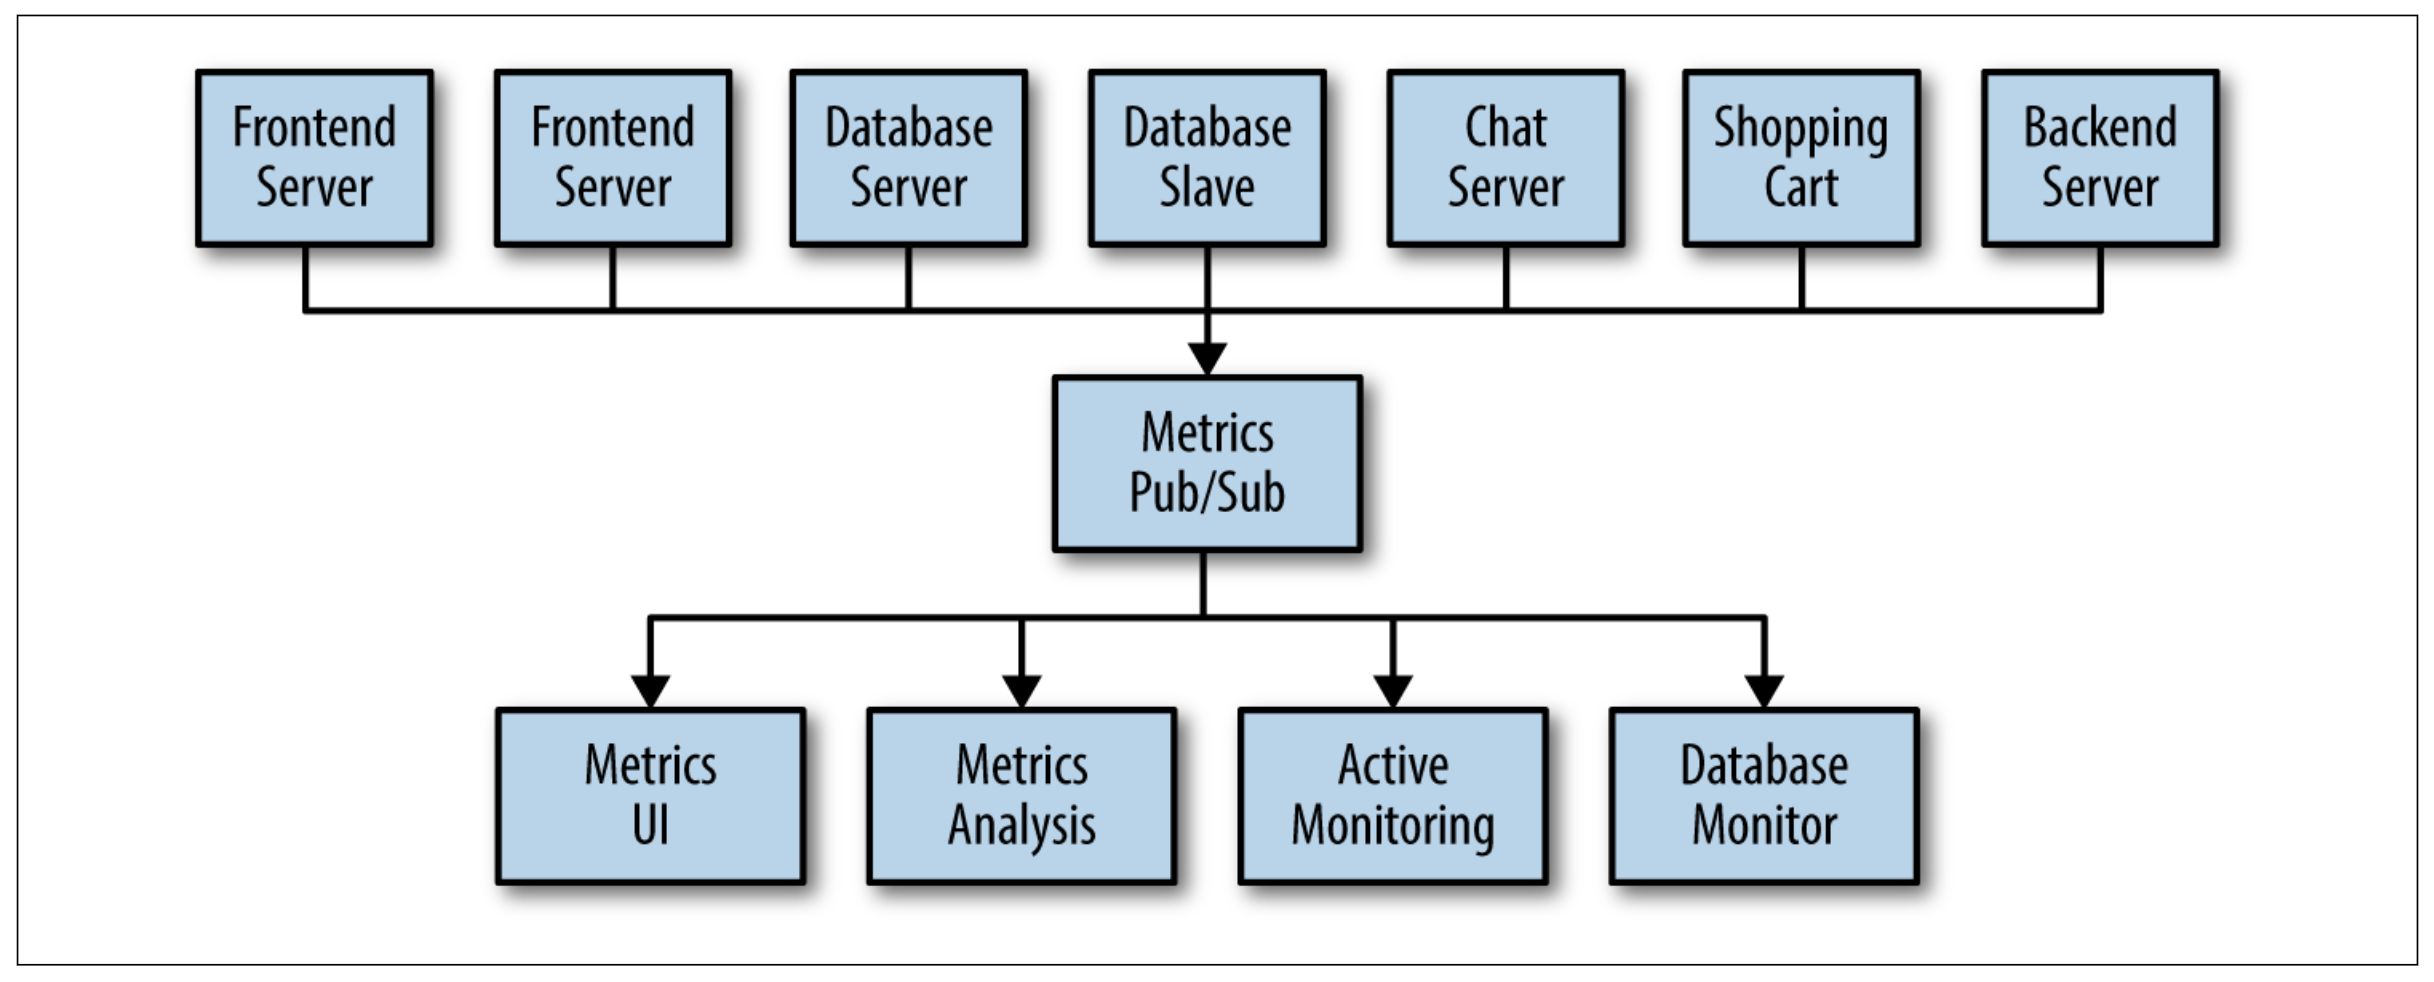 Frontend
Server
Frontend
Server
Database
Server
Database
Slave
Chat
Server
Shopping
Cart
Backend
Server
Metrics
Pub/Sub
Metrics
UI
Metrics
Analysis
Active
Monitoring
Database
Monitor